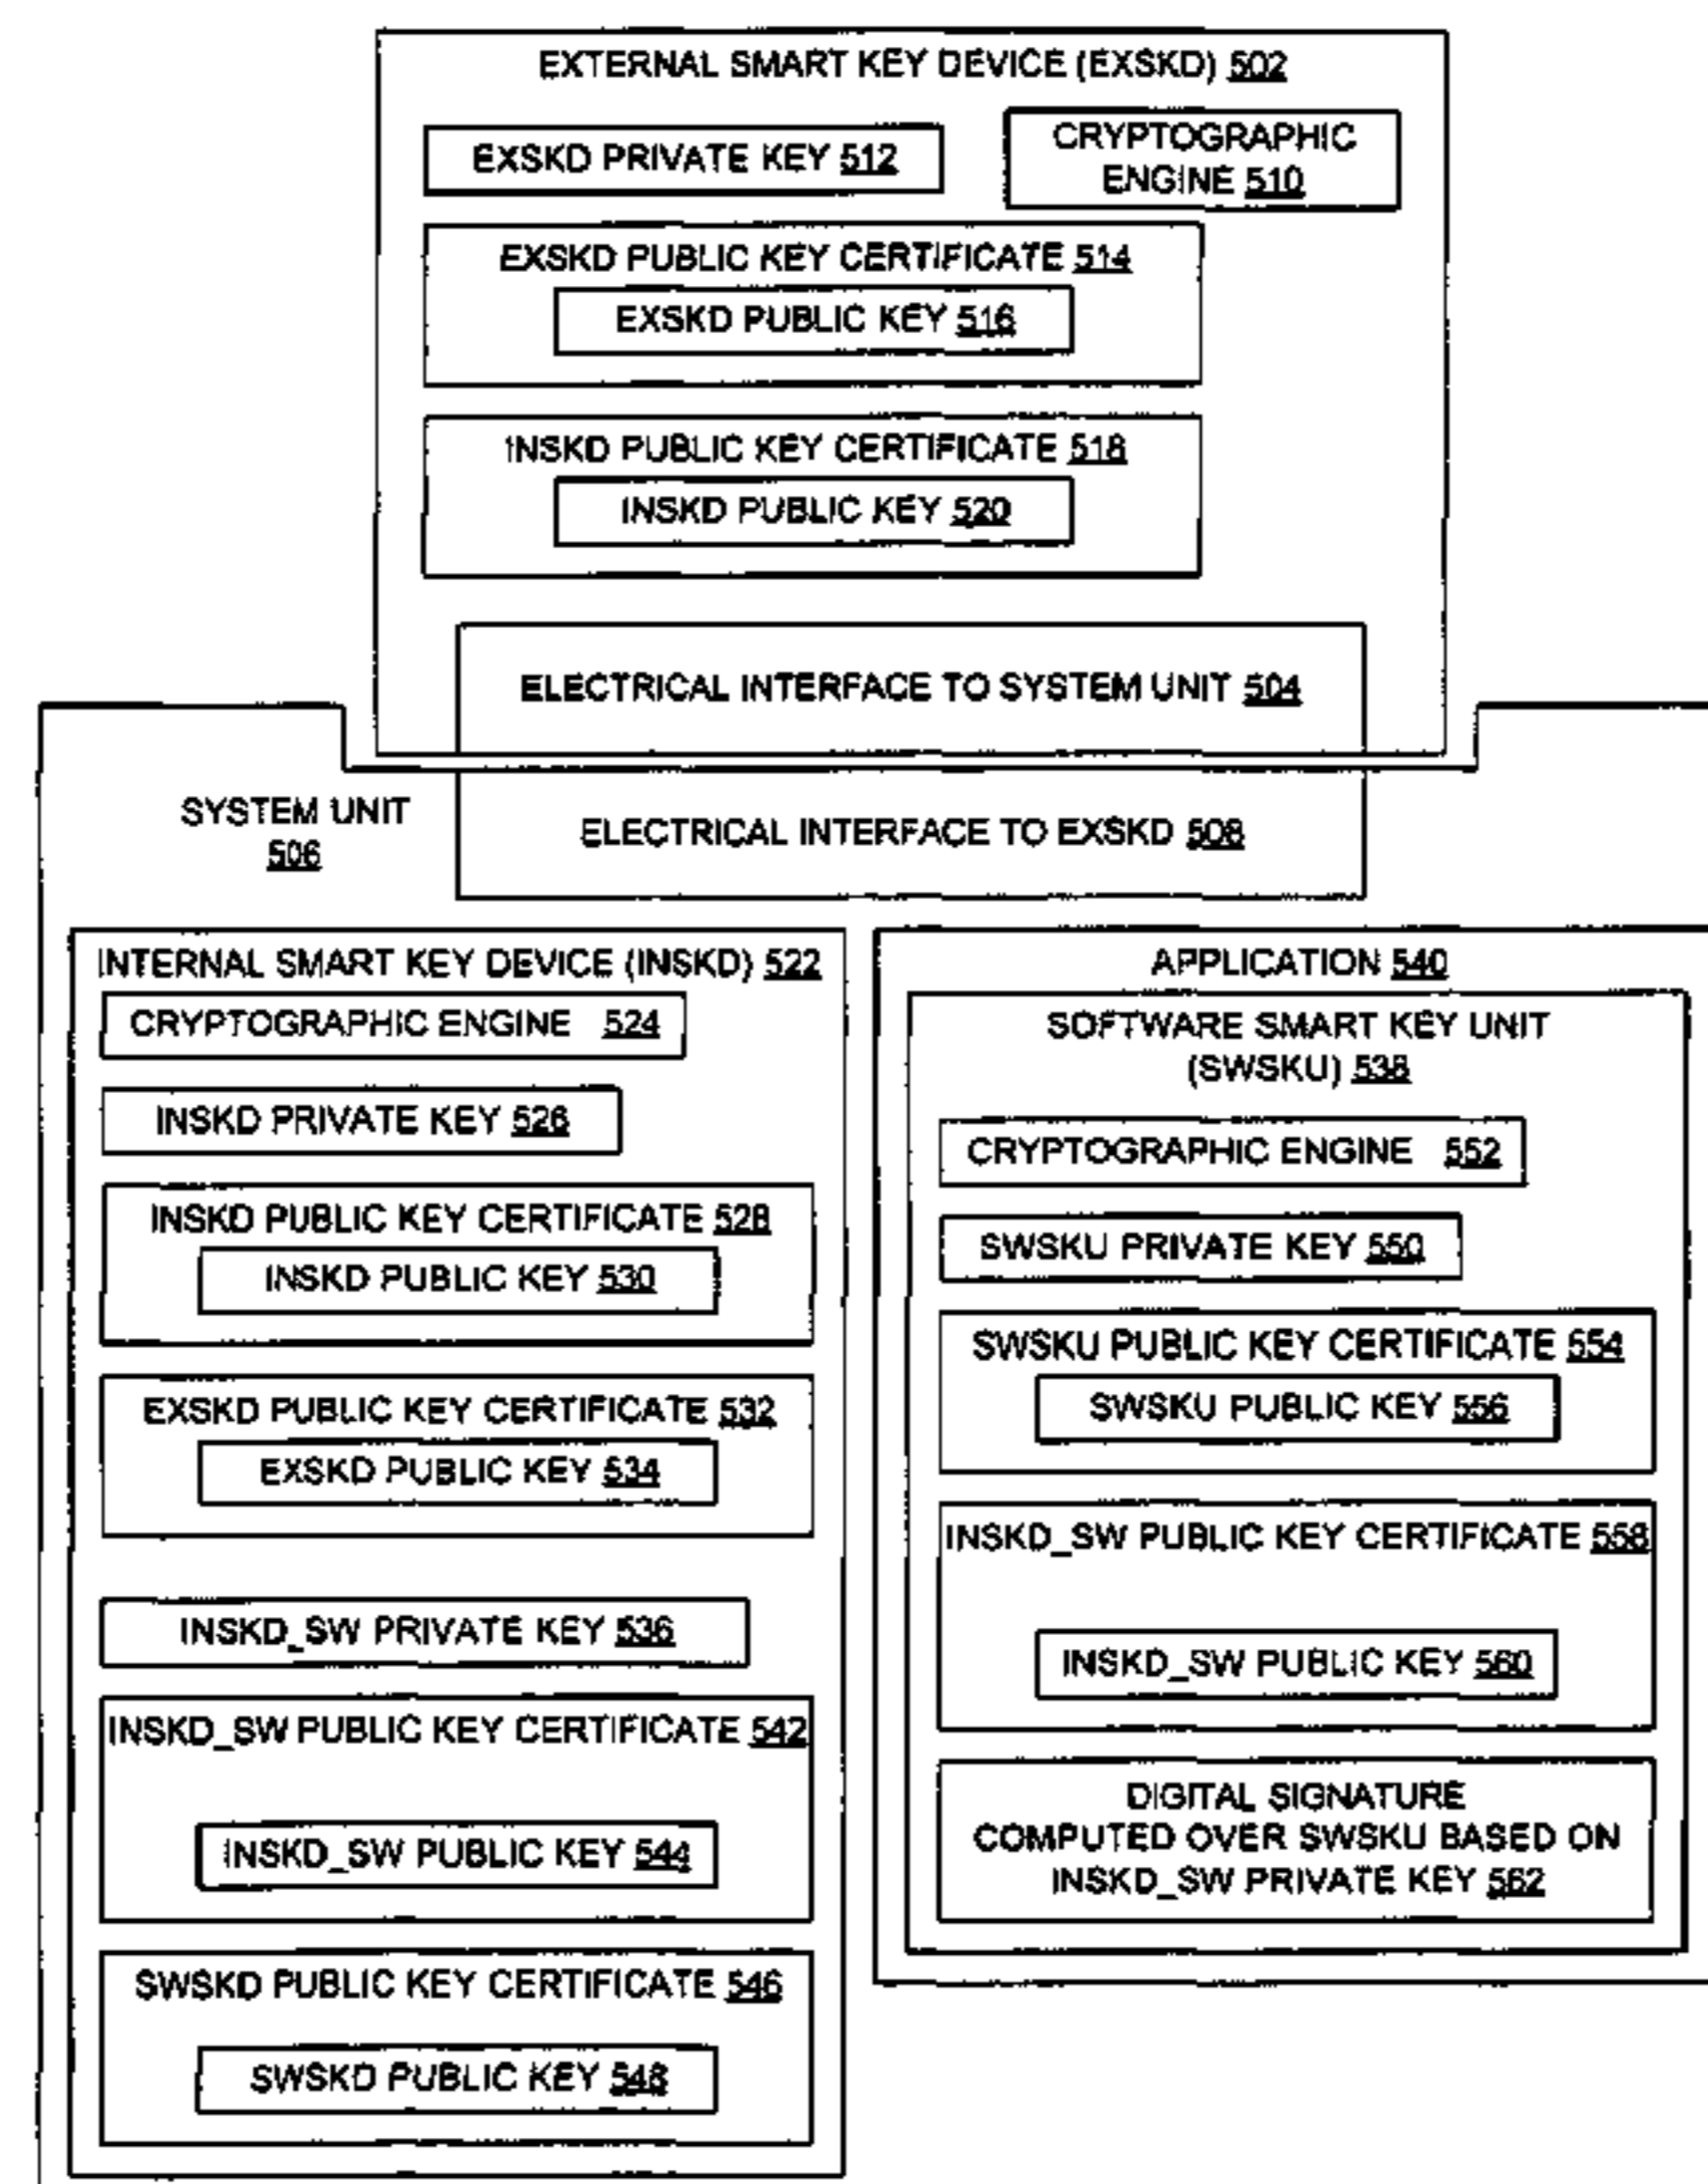 EXTERNAL SMART KEY DEVICE (EXSKD) 502
EXSKD PRIVATE KEY 512
CRYPTOGRAPHIC
ENGINE 510
EXSKD PUBLIC KEY CERTIFICATE 514
EXSKD PUBLIC KEY 516
INSKD PUBLIC KEY CERTIFICATE 518
INSKD PUBLIC KEY 520
ELECTRICAL INTERFACE TO SYSTEM UNIT 504
SYSTEM UNIT
506
ELECTRICAL INTERFACE TO EXSKD 508
INTERNAL SMART KEY DEVICE (INSKD) 522
CRYPTOGRAPHIC ENGINE 524
INSKD PRIVATE KEY 526
INSKD PUBLIC KEY CERTIFICATE 528
INSKD PUBLIC KEY 530
EXSKD PUBLIC KEY CERTIFICATE 532
EXSKD PUBLIC KEY 534
INSKD_SW PRIVATE KEY 536
INSKD_SW PUBLIC KEY CERTIFICATE 542
INSKD_SW PUBLIC KEY 544
SWSKD PUBLIC KEY CERTIFICATE 546
SWSKD PUBLIC KEY 548
APPLICATION 540
SOFTWARE SMART KEY UNIT
(SWSKU) 538
CRYPTOGRAPHIC ENGINE 552
SWSKU PRIVATE KEY 550
SWSKU PUBLIC KEY CERTIFICATE 554
SWSKU PUBLIC KEY 556
INSKD_SW PUBLIC KEY CERTIFICATE 558
INSKD_SW PUBLIC KEY 560
DIGITAL SIGNATURE
COMPUTED OVER SWSKU BASED ON
INSKD_SW PRIVATE KEY 562